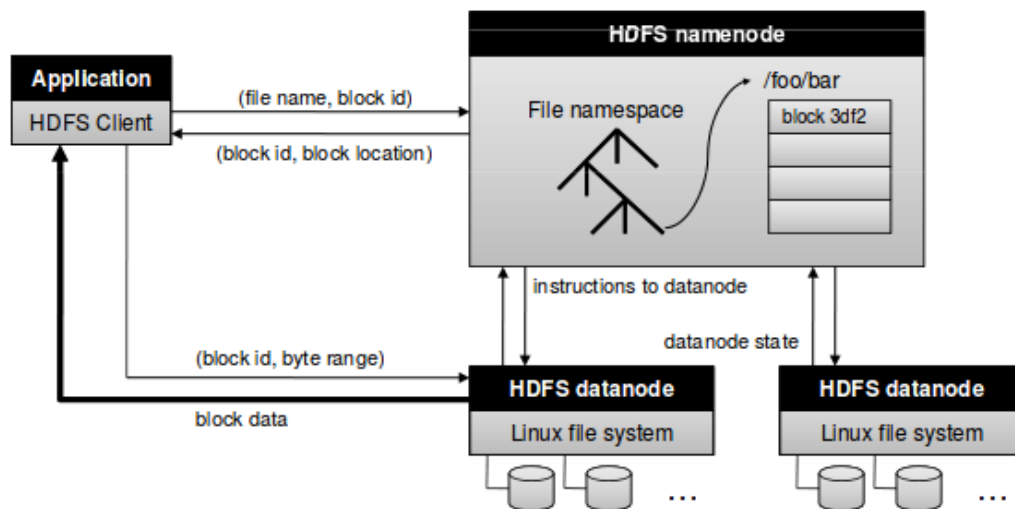 HDFS namenode
Application
HDFS Client
(file name, block id)
(block id, block location)
File namespace
/foo/bar
block 3df2
instructions to datanode
datanode state
(block id, byte range)
block data
HDFS datanode
Linux file system
...
HDFS datanode
Linux file system
...